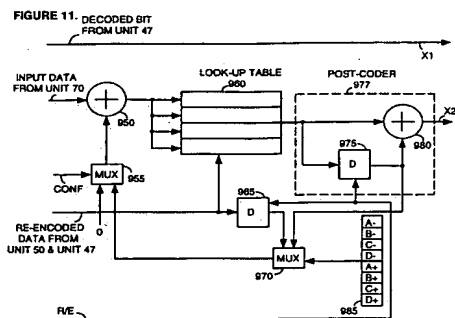 FIGURE 11.
DECODED BIT
FROM UNIT 47
X1
INPUT DATA
FROM UNIT 70
LOOK-UP TABLE
960
POST-CODER
977
950
X2
980
975
D
CONF
MUX
955
965
D
RE-ENCODED
DATA FROM
UNIT 50 & UNIT 47
0
MUX
970
A-
B-
C-
D-
A+
B+
C+
D+
985
R/E